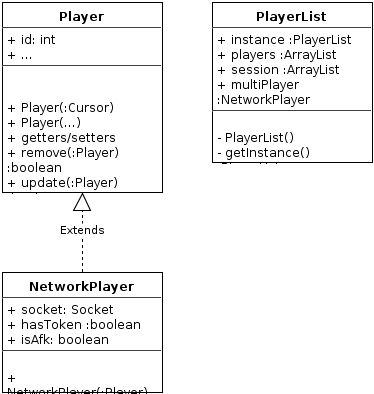 Player
+ id: int
+ ...
+ Player(:Cursor)
+ Player(...)
+ getters/setters
+ remove(:Player)
:boolean
+ update(:Player)
Extends
NetworkPlayer
+ socket: Socket
+ hasToken :boolean
+ isAfk: boolean
+
NetworkPlayer(:Player)
PlayerList
+ instance :PlayerList
+ players :ArrayList
+ session :ArrayList
+ multiPlayer
:NetworkPlayer
- PlayerList()
- getInstance()